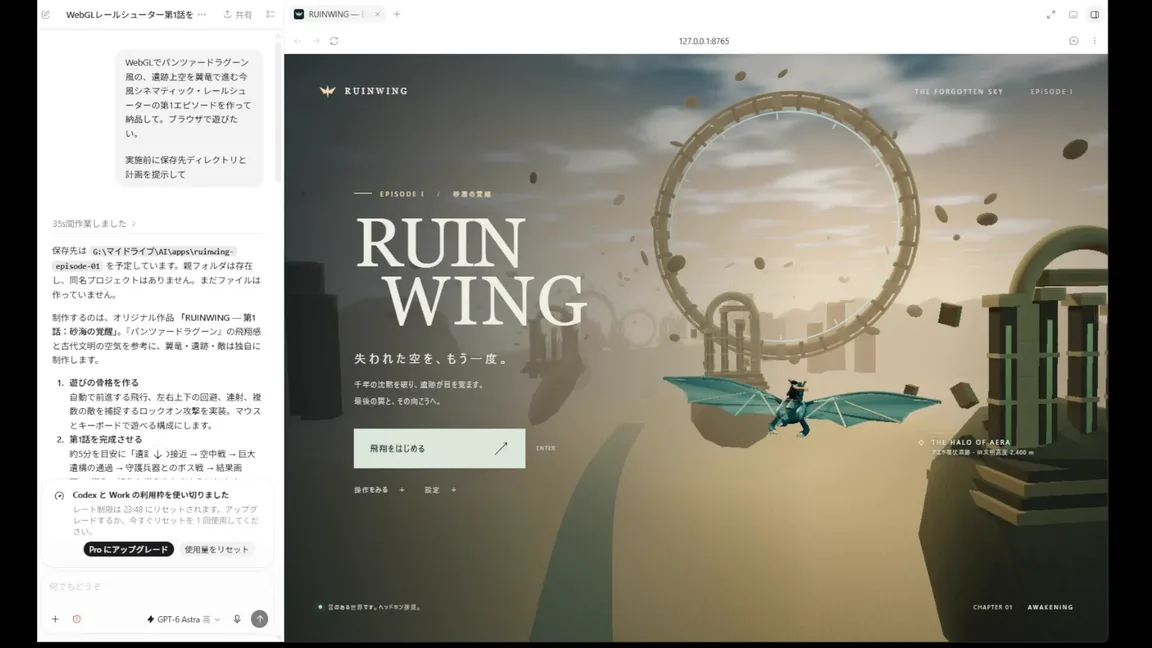 WebGLレールシューター第1話を ···
共有
RUINWING — I
127.0.0.1:8765
WebGLでパンツァードラグーン
風の、遺跡上空を翼竜で進む今
風シネマティック・レールシュ
ーターの第1エピソードを作って
納品して。ブラウザで遊びた
い。
実施前に保存先ディレクトリと
計画を提示して
35s間作業しました
保存先は G:\マイドライブ\AI\apps\ruinwing-
episode-01 を予定しています。親フォルダは存在
し、同名プロジェクトはありません。まだファイルは
作っていません。
制作するのは、オリジナル作品 「RUINWING — 第1
話:砂海の覚醒」。『パンツァードラグーン』の飛翔感
と古代文明の空気を参考に、翼竜・遺跡・敵は独自に
制作します。
1. 遊びの骨格を作る
自動で前進する飛行、左右上下の回避、連射、複
数の敵を捕捉するロックオン攻撃を実装。マウス
とキーボードで遊べる構成にします。
2. 第1話を完成させる
約5分を目安に「遺
接近 → 空中戦 → 巨大
遺構の通過 → 守護兵器とのボス戦 → 結果画
Codex と Work の利用枠を使い切りました
レート制限は 23:48 にリセットされます。アップグ
レードするか、今すぐリセットを 1 回使用してくだ
さい。
Pro にアップグレード
使用量をリセット
何でもどうぞ
GPT-6 Astra 高
RUINWING
THE FORGOTTEN SKY
EPISODE I
EPISODE I / 砂海の覚醒
RUIN
WING
失われた空を、もう一度。
千年の沈黙を破り、遺跡が目を覚ます。
最後の翼と、その向こうへ。
飛翔をはじめる
ENTER
操作をみる +
設定 +
THE HALO OF AERA
2,400 m
音のある世界です。ヘッドホン推奨。
CHAPTER 01
AWAKENING